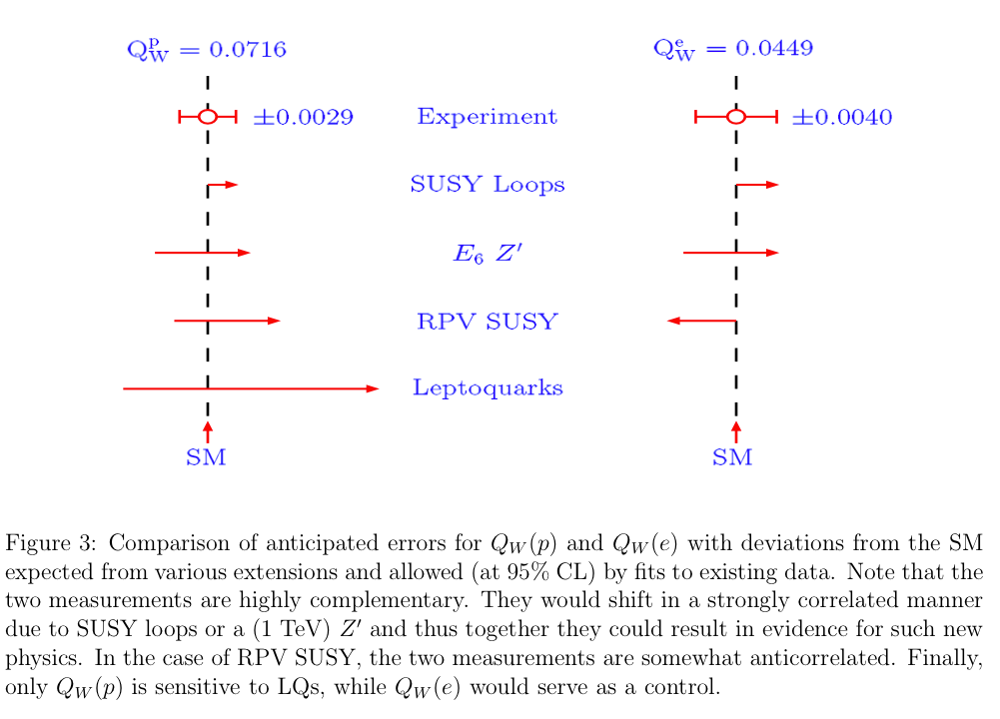 Q_W^p = 0.0716
Q_W^e = 0.0449
±0.0029
Experiment
±0.0040
SUSY Loops
E₆ Z′
RPV SUSY
Leptoquarks
SM
SM
Figure 3: Comparison of anticipated errors for Q_W(p) and Q_W(e) with deviations from the SM
expected from various extensions and allowed (at 95% CL) by fits to existing data. Note that the
two measurements are highly complementary. They would shift in a strongly correlated manner
due to SUSY loops or a (1 TeV) Z′ and thus together they could result in evidence for such new
physics. In the case of RPV SUSY, the two measurements are somewhat anticorrelated. Finally,
only Q_W(p) is sensitive to LQs, while Q_W(e) would serve as a control.